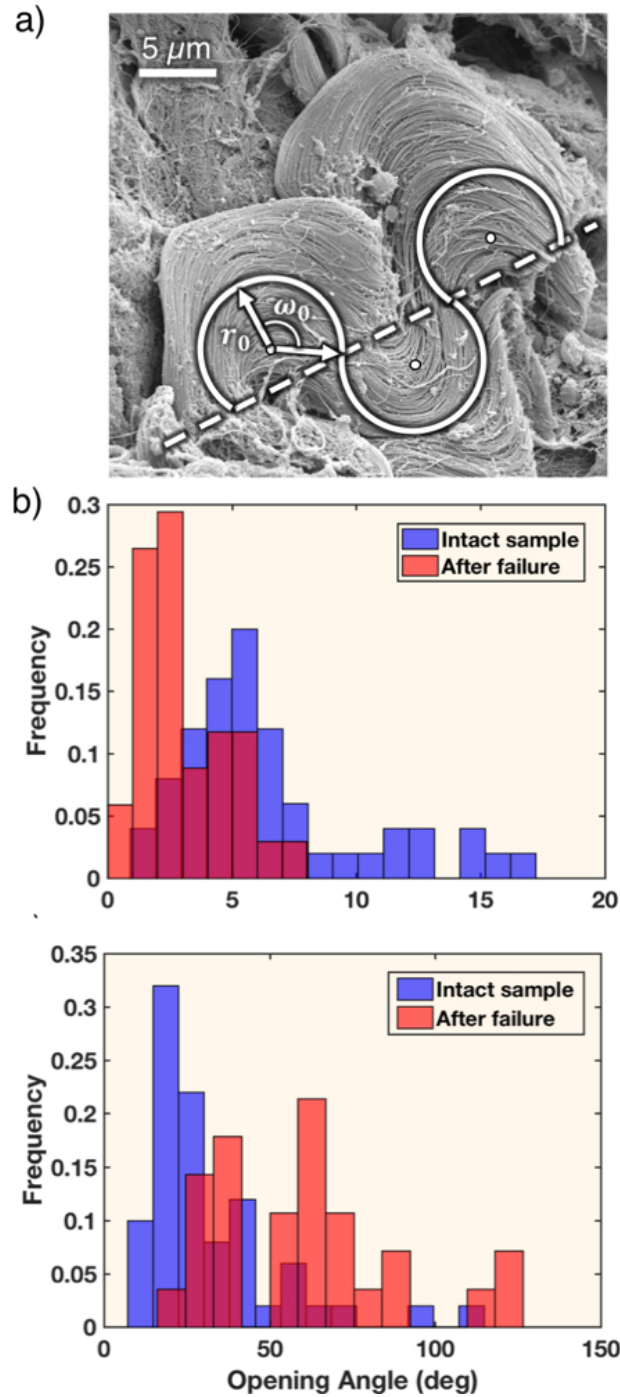 a)
5 μm
ω₀
r₀
b)
0.3
0.25
0.2
0.15
0.1
0.05
0
Frequency
Intact sample
After failure
0 5 10 15 20
0.35
0.3
0.25
0.2
0.15
0.1
0.05
0
Frequency
Intact sample
After failure
0 50 100 150
Opening Angle (deg)